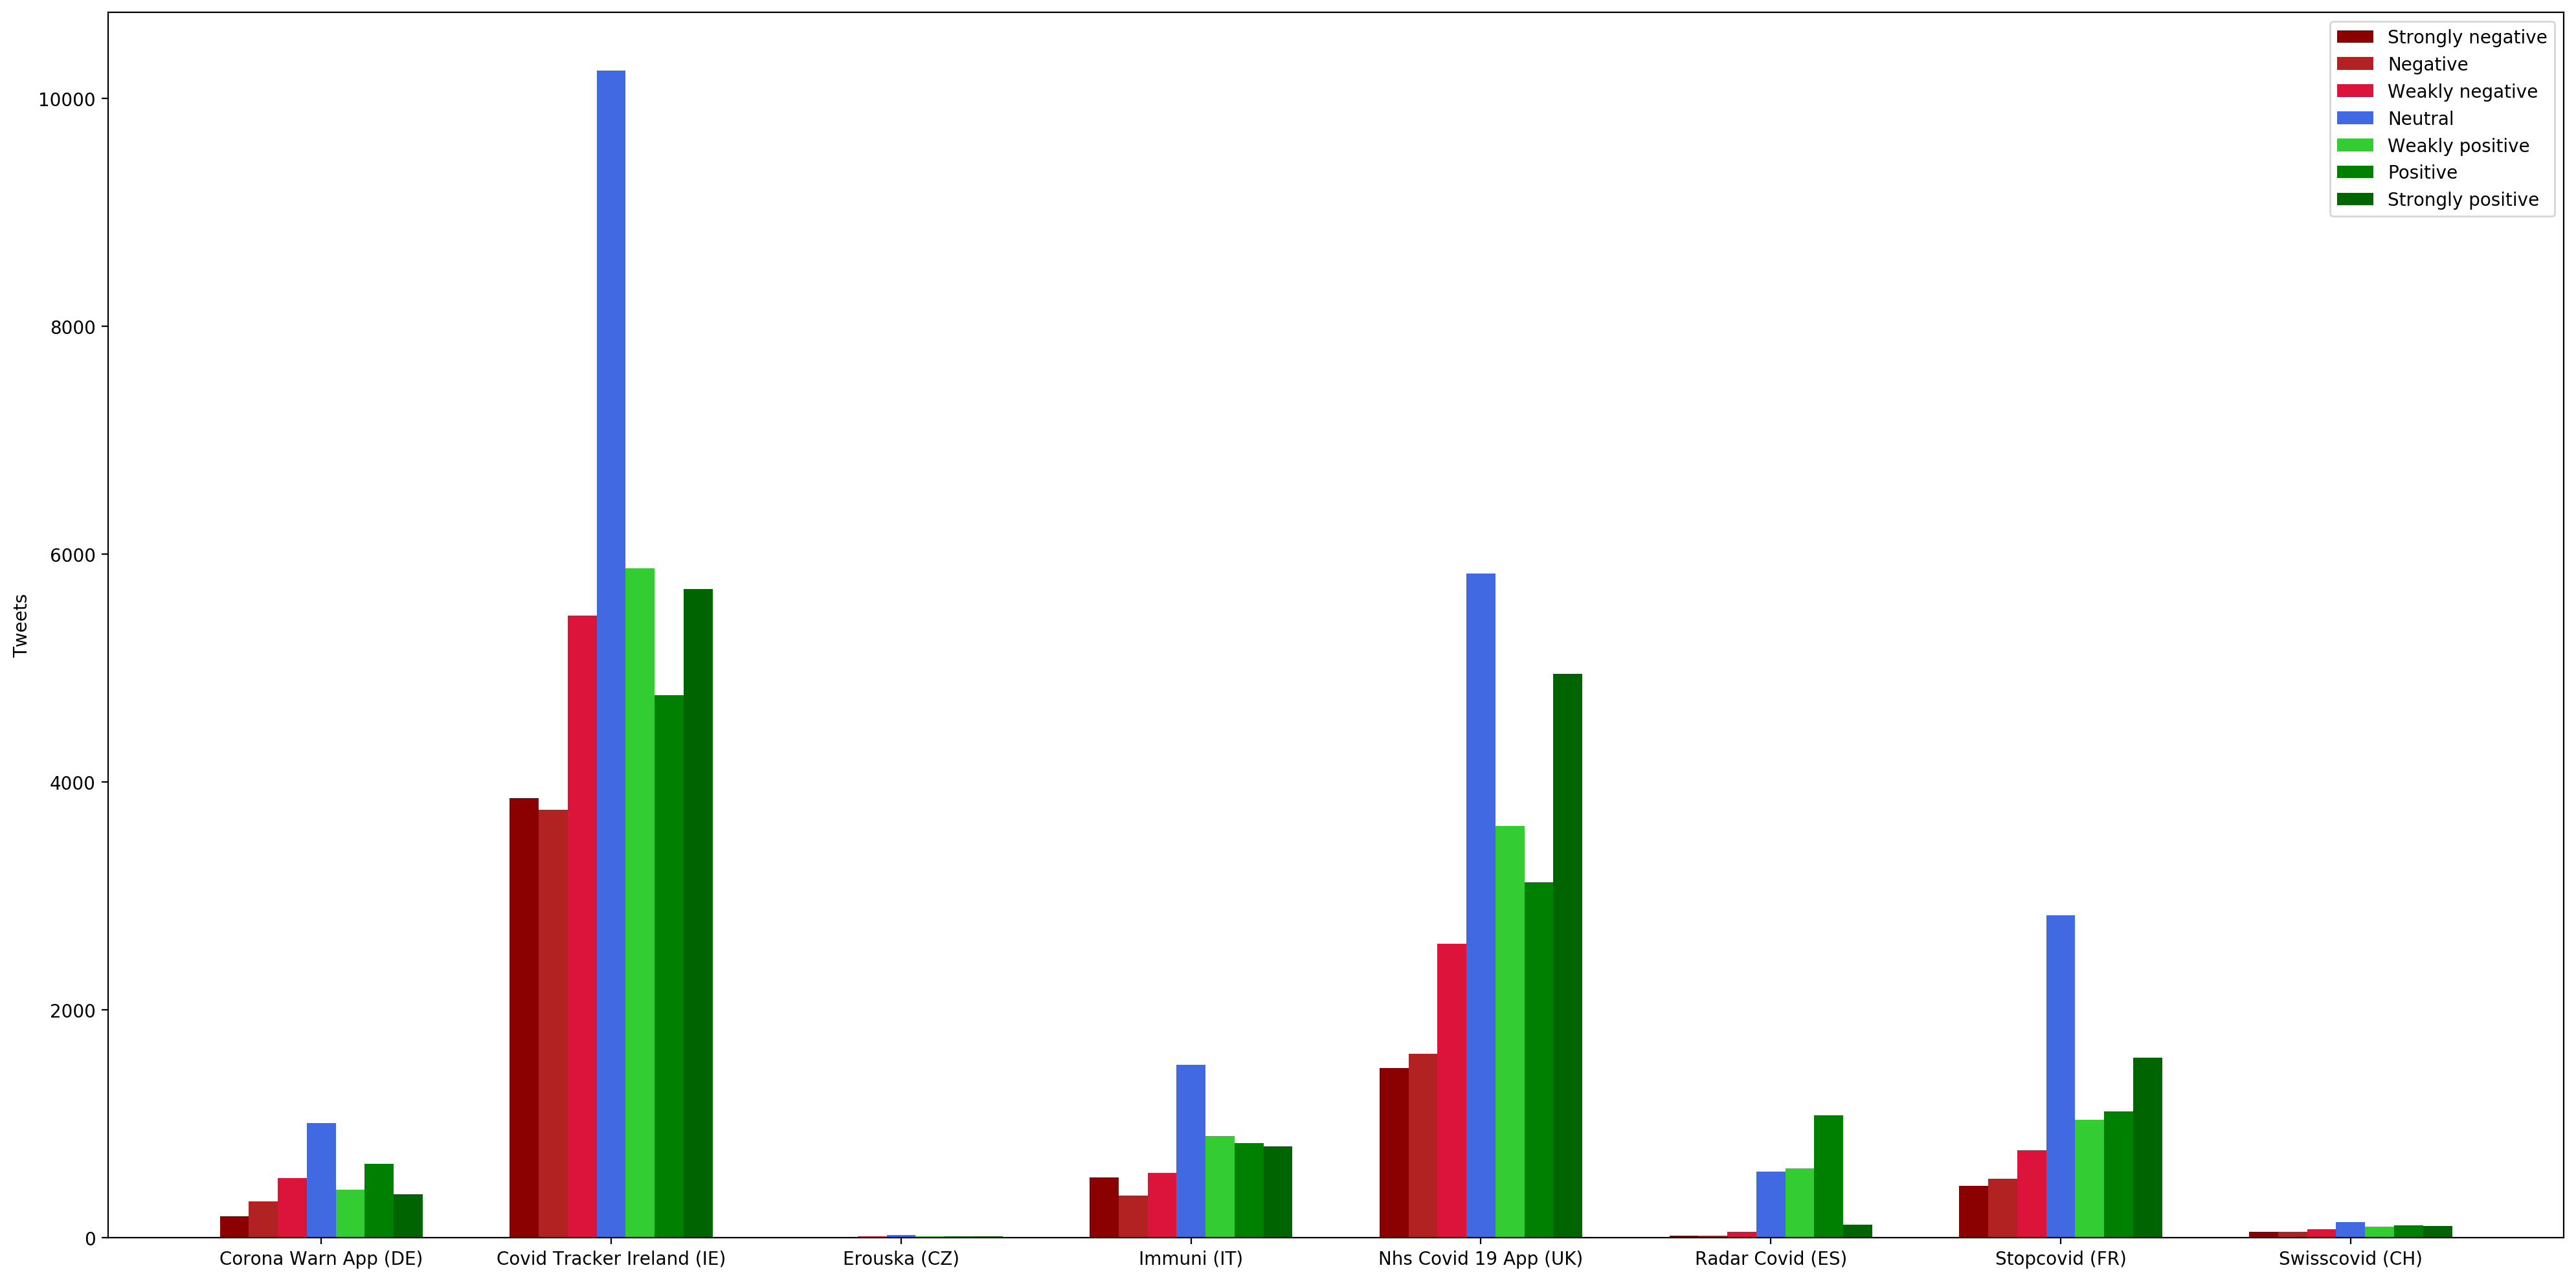 Strongly negative
Negative
Weakly negative
Neutral
Weakly positive
Positive
Strongly positive
Tweets
10000
8000
6000
4000
2000
0
Corona Warn App (DE)
Covid Tracker Ireland (IE)
Erouska (CZ)
Immuni (IT)
Nhs Covid 19 App (UK)
Radar Covid (ES)
Stopcovid (FR)
Swisscovid (CH)